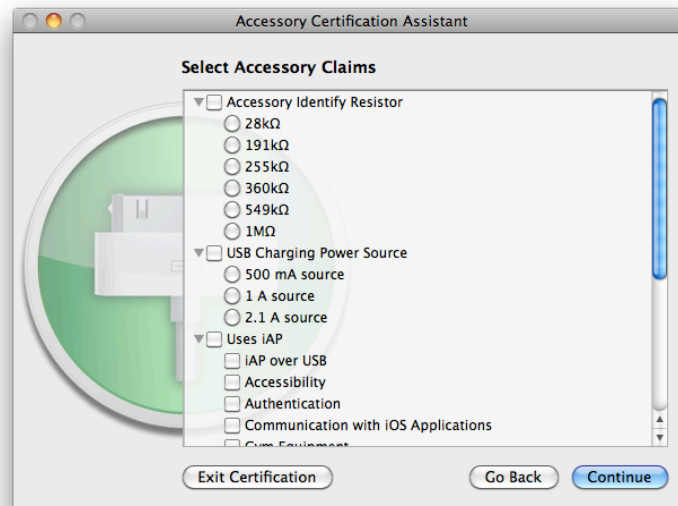 Accessory Certification Assistant
Select Accessory Claims
Accessory Identify Resistor
28kΩ
191kΩ
255kΩ
360kΩ
549kΩ
1MΩ
USB Charging Power Source
500 mA source
1 A source
2.1 A source
Uses iAP
iAP over USB
Accessibility
Authentication
Communication with iOS Applications
Gym Equipment
Exit Certification
Go Back
Continue